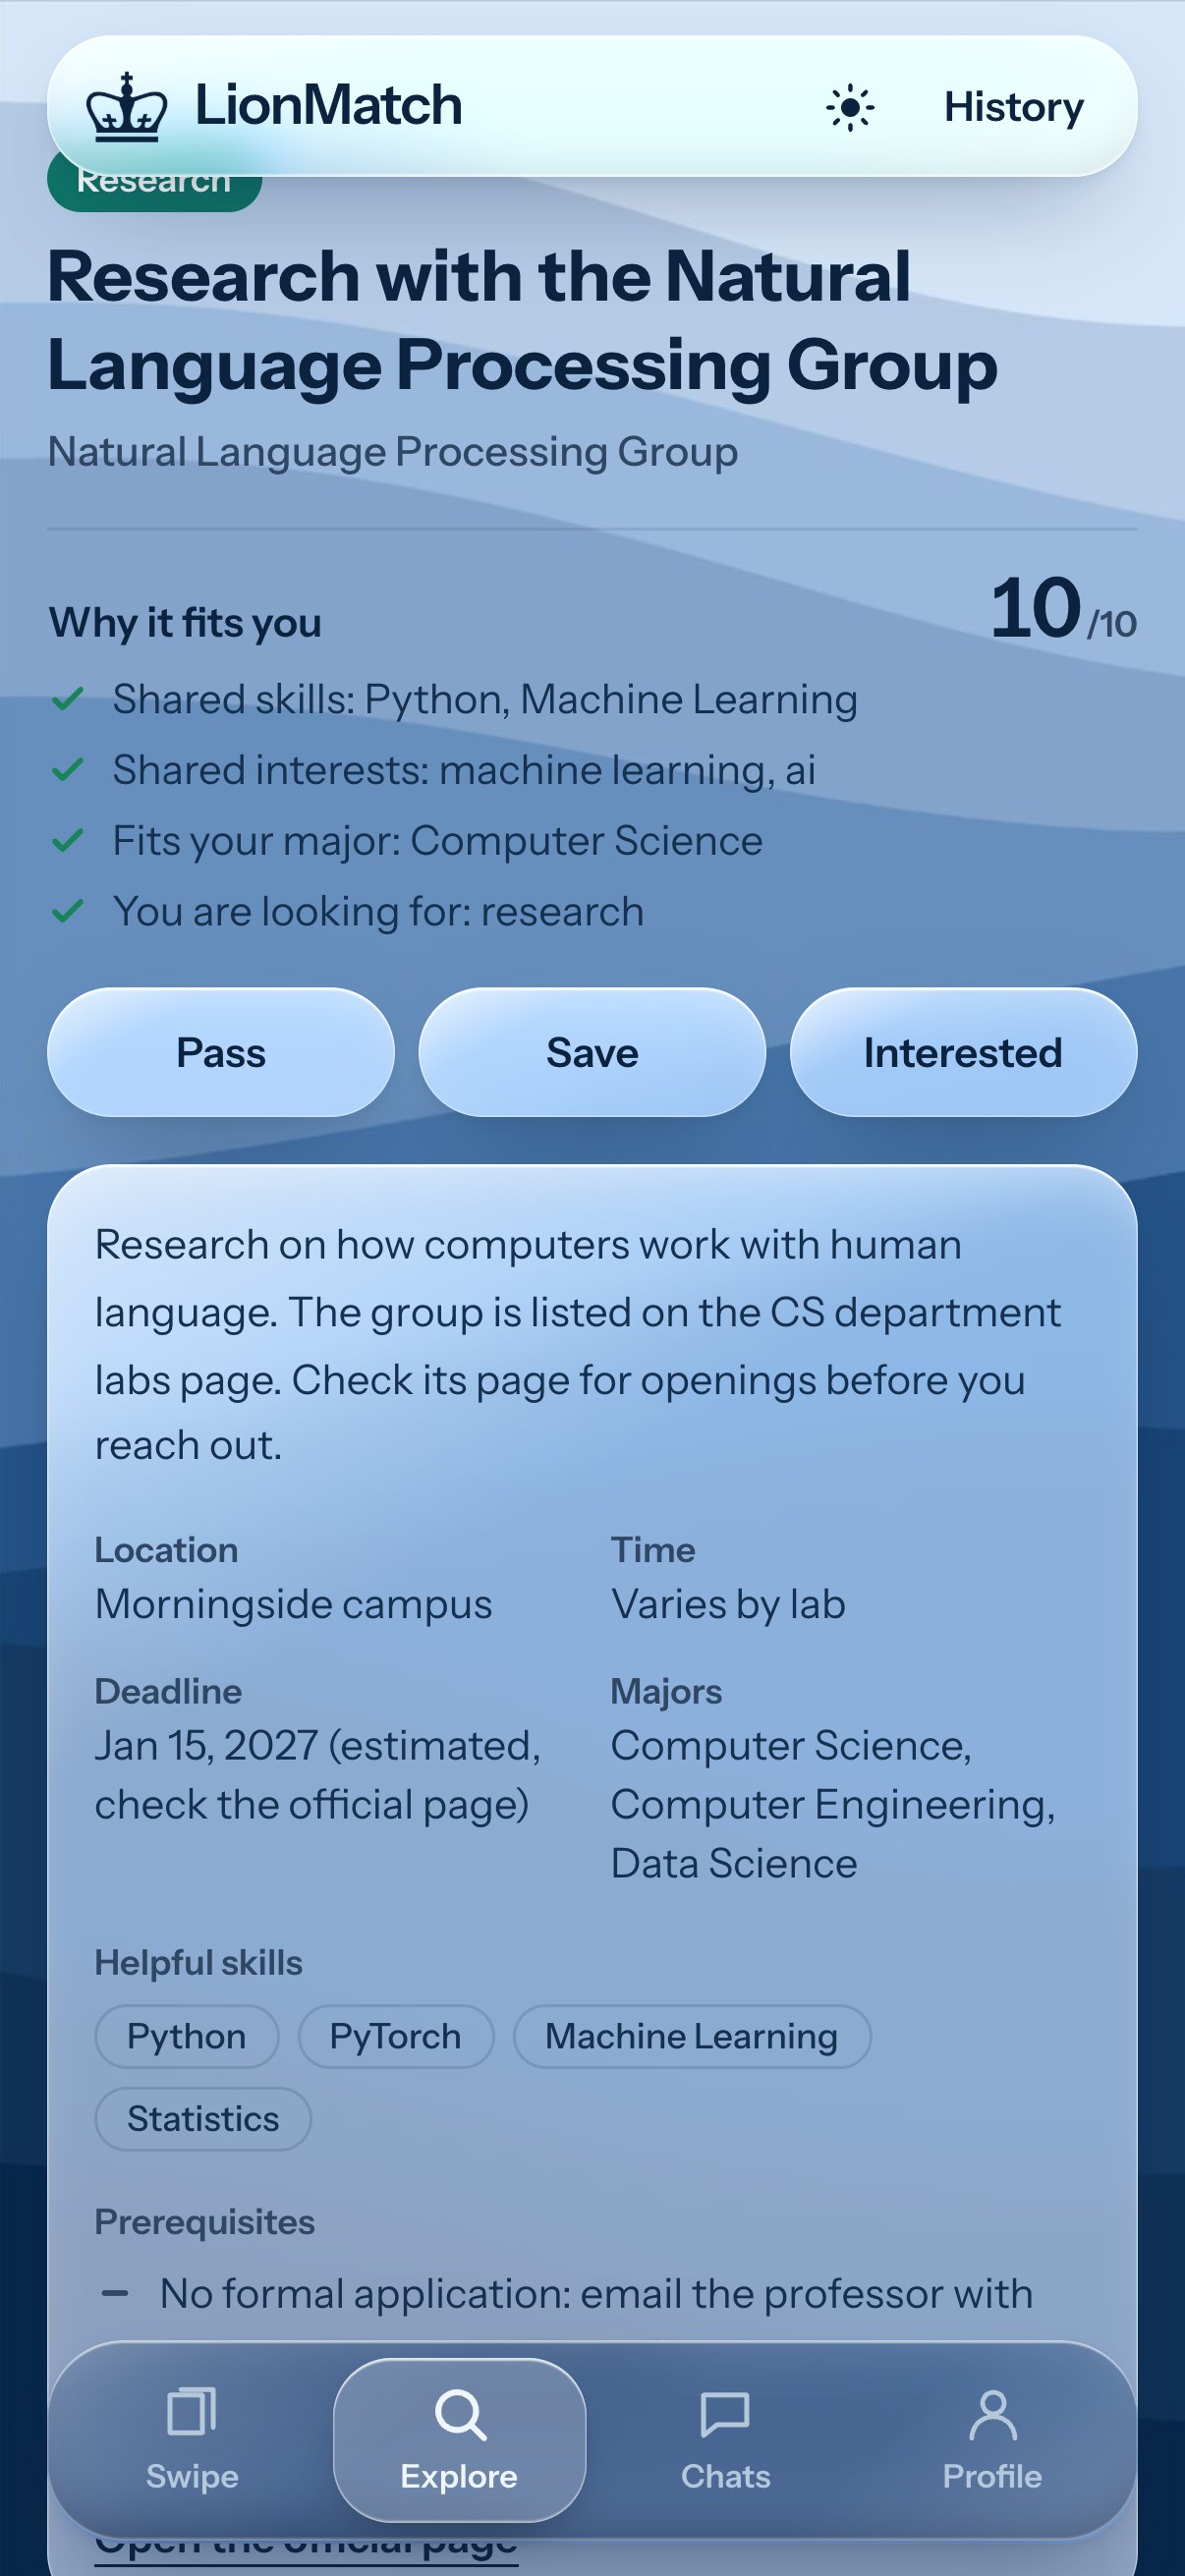 LionMatch
History
Research
Research with the Natural
Language Processing Group
Natural Language Processing Group
Why it fits you
10/10
Shared skills: Python, Machine Learning
Shared interests: machine learning, ai
Fits your major: Computer Science
You are looking for: research
Pass
Save
Interested
Research on how computers work with human
language. The group is listed on the CS department
labs page. Check its page for openings before you
reach out.
Location
Morningside campus
Time
Varies by lab
Deadline
Jan 15, 2027 (estimated,
check the official page)
Majors
Computer Science,
Computer Engineering,
Data Science
Helpful skills
Python
PyTorch
Machine Learning
Statistics
Prerequisites
No formal application: email the professor with
Swipe
Explore
Chats
Profile
Open the official page